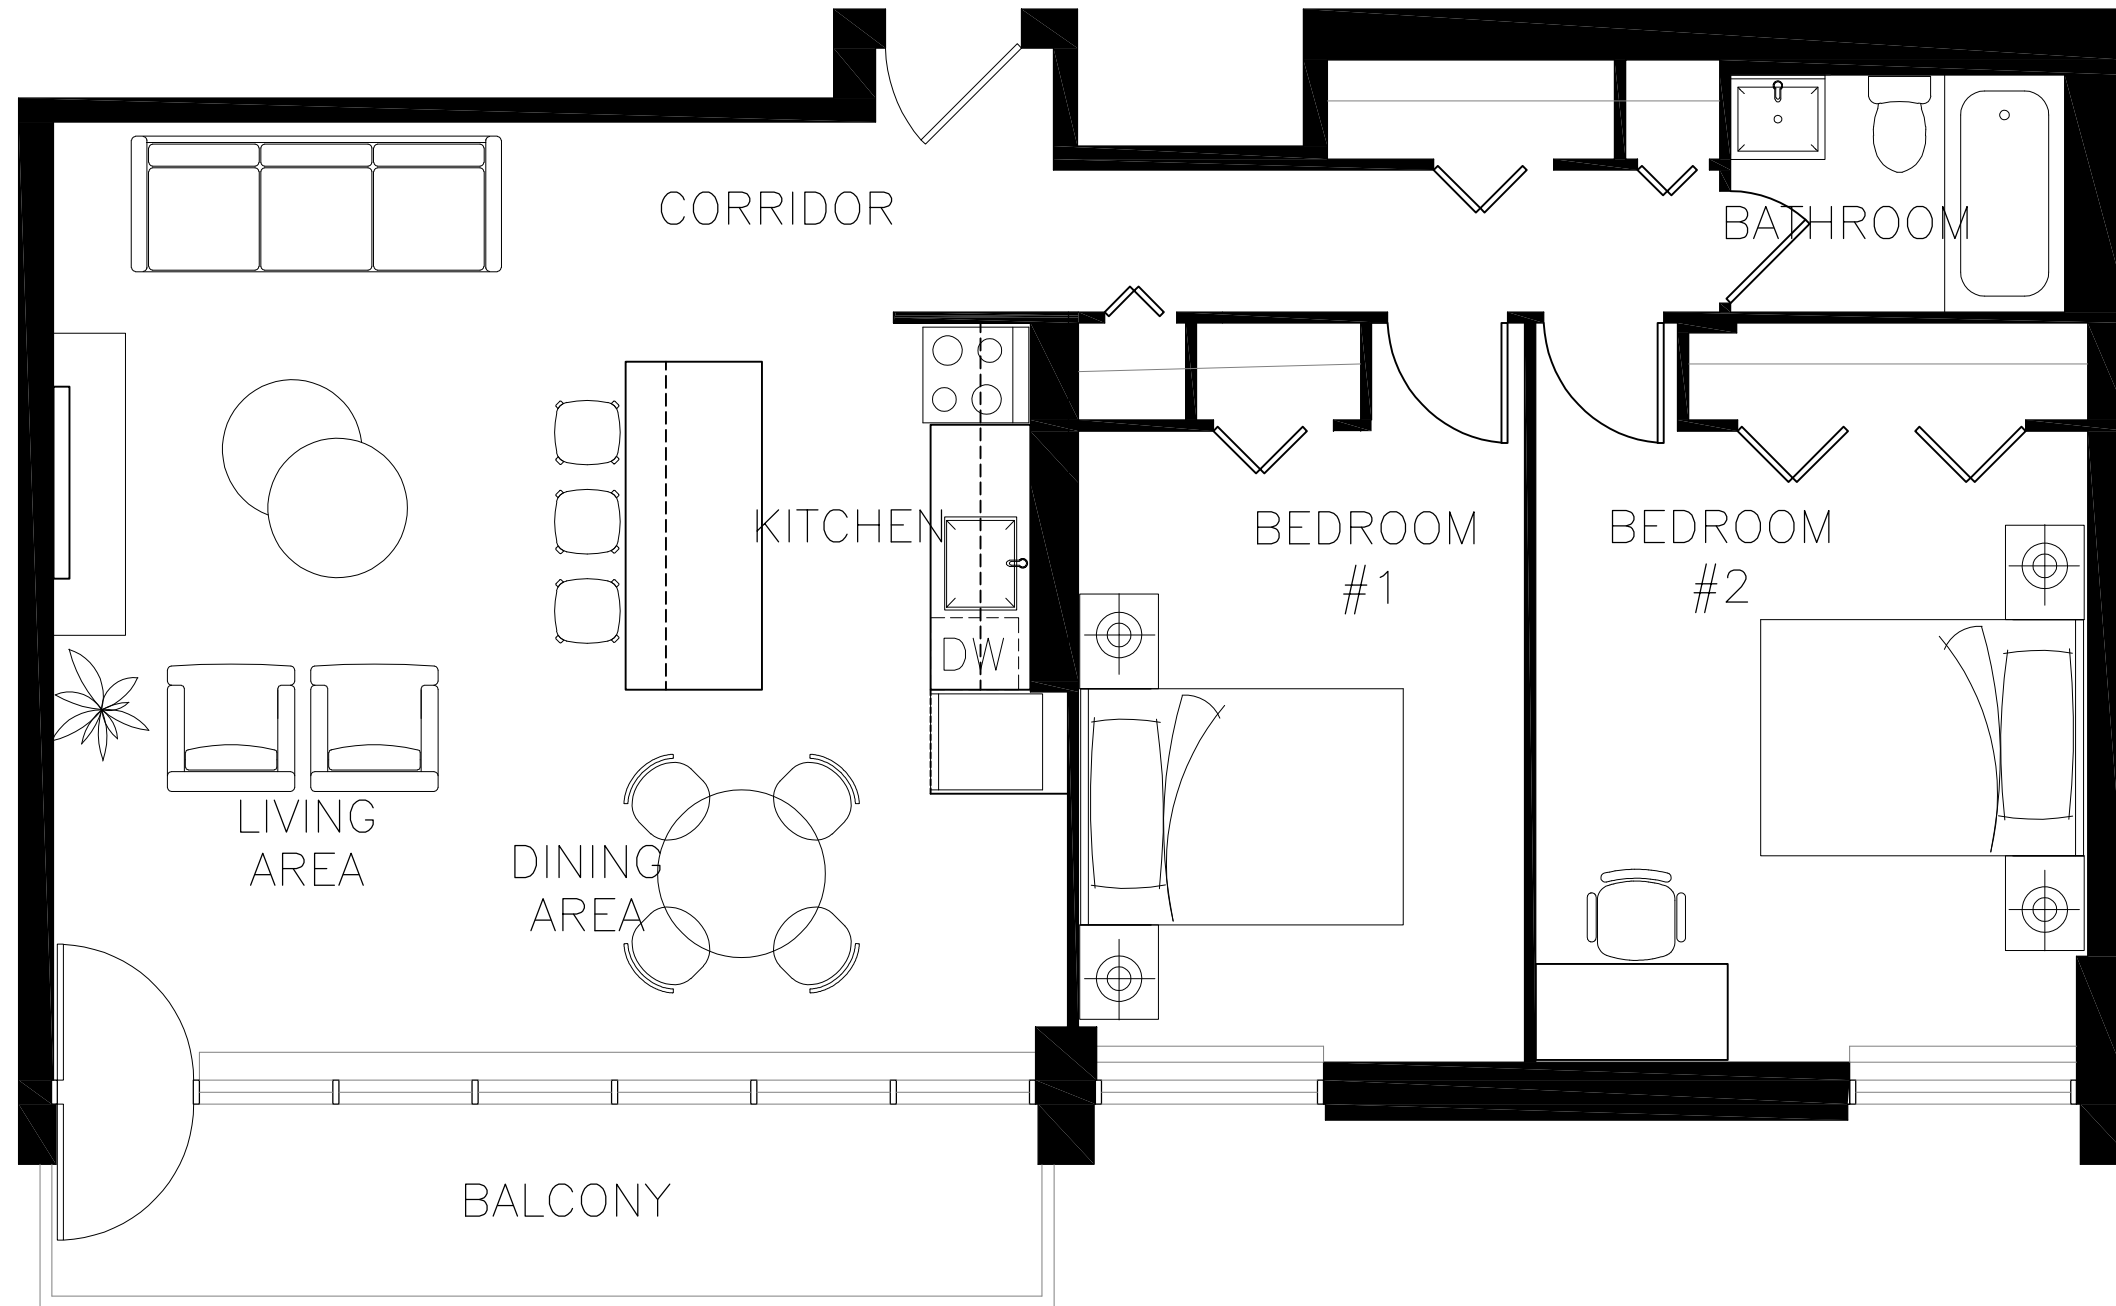 CORRIDOR
BATHROOM
KITCHEN
BEDROOM
#1
BEDROOM
#2
DW
LIVING
AREA
DINING
AREA
BALCONY